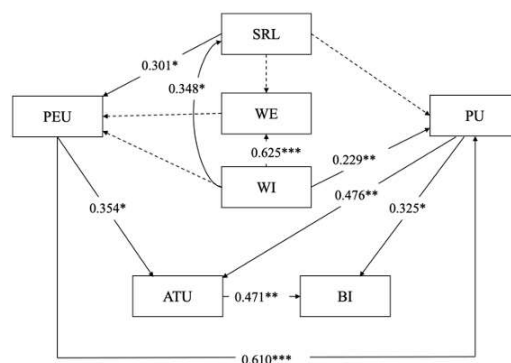 SRL
0.301*
0.348*
PEU
WE
PU
0.625***
0.229**
WI
0.476**
0.354*
0.325*
ATU
0.471**
BI
0.610***